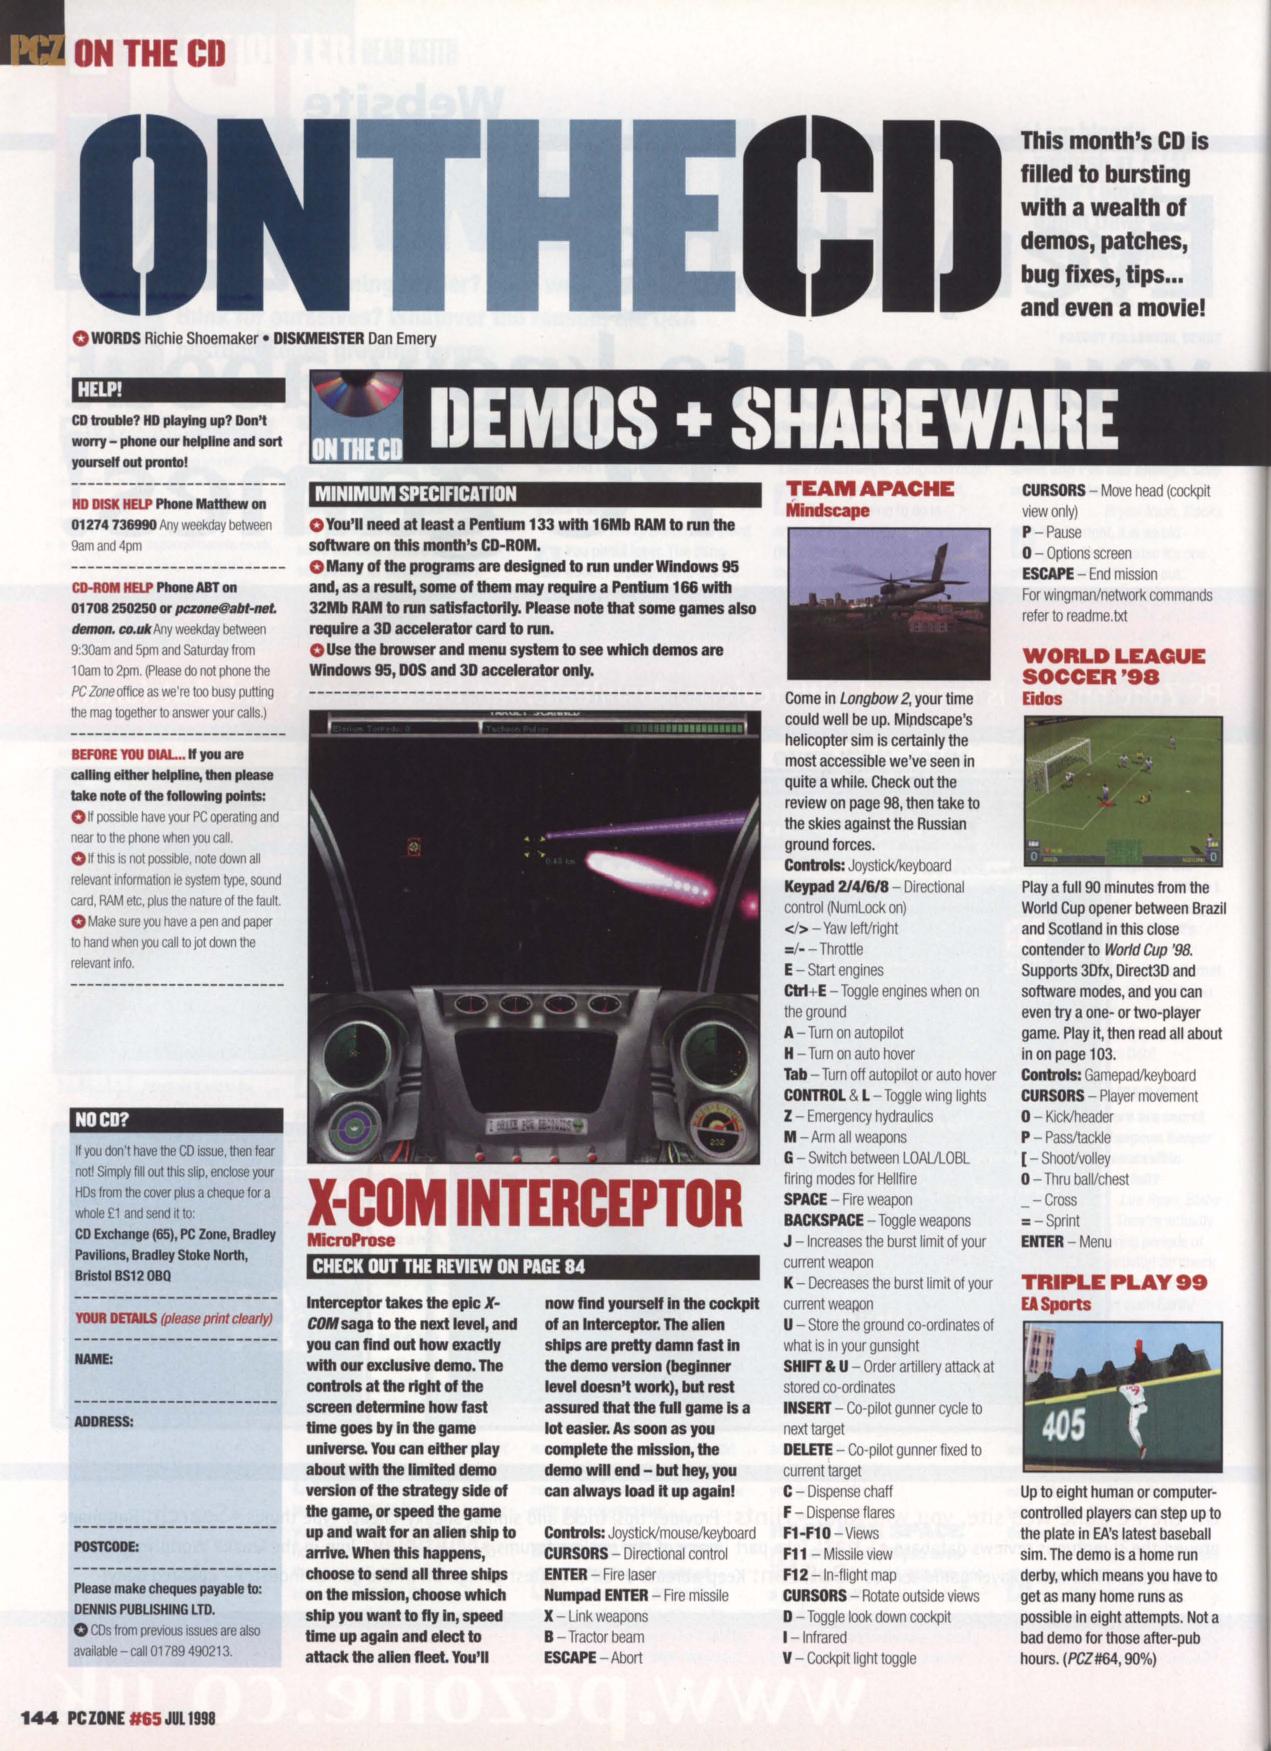 PCZ ON THE CD
ONTHECD
This month's CD is
filled to bursting
with a wealth of
demos, patches,
bug fixes, tips...
and even a movie!
WORDS Richie Shoemaker • DISKMEISTER Dan Emery
HELP!
CD trouble? HD playing up? Don't
worry – phone our helpline and sort
yourself out pronto!
HD DISK HELP Phone Matthew on
01274 736990 Any weekday between
9am and 4pm
CD-ROM HELP Phone ABT on
01708 250250 or pczone@abt-net.
demon. co.uk Any weekday between
9:30am and 5pm and Saturday from
10am to 2pm. (Please do not phone the
PC Zone office as we're too busy putting
the mag together to answer your calls.)
BEFORE YOU DIAL... If you are
calling either helpline, then please
take note of the following points:
If possible have your PC operating and
near to the phone when you call.
If this is not possible, note down all
relevant information ie system type, sound
card, RAM etc, plus the nature of the fault.
Make sure you have a pen and paper
to hand when you call to jot down the
relevant info.
NO CD?
If you don't have the CD issue, then fear
not! Simply fill out this slip, enclose your
HDs from the cover plus a cheque for a
whole £1 and send it to:
CD Exchange (65), PC Zone, Bradley
Pavilions, Bradley Stoke North,
Bristol BS12 0BQ
YOUR DETAILS (please print clearly)
NAME:
ADDRESS:
POSTCODE:
Please make cheques payable to:
DENNIS PUBLISHING LTD.
CDs from previous issues are also
available – call 01789 490213.
ON THE CD
DEMOS + SHAREWARE
MINIMUM SPECIFICATION
You'll need at least a Pentium 133 with 16Mb RAM to run the
software on this month's CD-ROM.
Many of the programs are designed to run under Windows 95
and, as a result, some of them may require a Pentium 166 with
32Mb RAM to run satisfactorily. Please note that some games also
require a 3D accelerator card to run.
Use the browser and menu system to see which demos are
Windows 95, DOS and 3D accelerator only.
TARGET SCANNED
X-COM INTERCEPTOR
MicroProse
CHECK OUT THE REVIEW ON PAGE 84
Interceptor takes the epic X-
COM saga to the next level, and
you can find out how exactly
with our exclusive demo. The
controls at the right of the
screen determine how fast
time goes by in the game
universe. You can either play
about with the limited demo
version of the strategy side of
the game, or speed the game
up and wait for an alien ship to
arrive. When this happens,
choose to send all three ships
on the mission, choose which
ship you want to fly in, speed
time up again and elect to
attack the alien fleet. You'll
now find yourself in the cockpit
of an Interceptor. The alien
ships are pretty damn fast in
the demo version (beginner
level doesn't work), but rest
assured that the full game is a
lot easier. As soon as you
complete the mission, the
demo will end – but hey, you
can always load it up again!
Controls: Joystick/mouse/keyboard
CURSORS – Directional control
ENTER – Fire laser
Numpad ENTER – Fire missile
X – Link weapons
B – Tractor beam
ESCAPE – Abort
TEAM APACHE
Mindscape
Come in Longbow 2, your time
could well be up. Mindscape's
helicopter sim is certainly the
most accessible we've seen in
quite a while. Check out the
review on page 98, then take to
the skies against the Russian
ground forces.
Controls: Joystick/keyboard
Keypad 2/4/6/8 – Directional
control (NumLock on)
</> – Yaw left/right
=/- – Throttle
E – Start engines
Ctrl+E – Toggle engines when on
the ground
A – Turn on autopilot
H – Turn on auto hover
Tab – Turn off autopilot or auto hover
CONTROL & L – Toggle wing lights
Z – Emergency hydraulics
M – Arm all weapons
G – Switch between LOAL/LOBL
firing modes for Hellfire
SPACE – Fire weapon
BACKSPACE – Toggle weapons
J – Increases the burst limit of your
current weapon
K – Decreases the burst limit of your
current weapon
U – Store the ground co-ordinates of
what is in your gunsight
SHIFT & U – Order artillery attack at
stored co-ordinates
INSERT – Co-pilot gunner cycle to
next target
DELETE – Co-pilot gunner fixed to
current target
C – Dispense chaff
F – Dispense flares
F1-F10 – Views
F11 – Missile view
F12 – In-flight map
CURSORS – Rotate outside views
D – Toggle look down cockpit
I – Infrared
V – Cockpit light toggle
CURSORS – Move head (cockpit
view only)
P – Pause
O – Options screen
ESCAPE – End mission
For wingman/network commands
refer to readme.txt
WORLD LEAGUE
SOCCER '98
Eidos
Play a full 90 minutes from the
World Cup opener between Brazil
and Scotland in this close
contender to World Cup '98.
Supports 3Dfx, Direct3D and
software modes, and you can
even try a one- or two-player
game. Play it, then read all about
in on page 103.
Controls: Gamepad/keyboard
CURSORS – Player movement
O – Kick/header
P – Pass/tackle
[ – Shoot/volley
0 – Thru ball/chest
_ – Cross
= – Sprint
ENTER – Menu
TRIPLE PLAY 99
EA Sports
405
Up to eight human or computer-
controlled players can step up to
the plate in EA's latest baseball
sim. The demo is a home run
derby, which means you have to
get as many home runs as
possible in eight attempts. Not a
bad demo for those after-pub
hours. (PCZ #64, 90%)
144 PC ZONE #65 JUL 1998